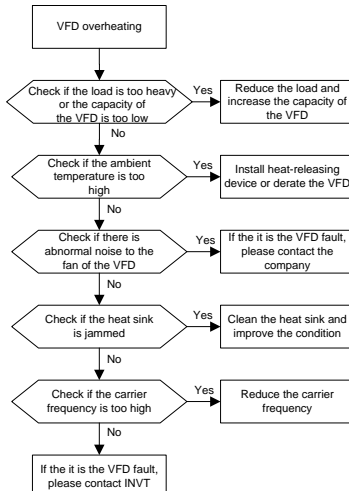 VFD overheating
Check if the load is too heavy
or the capacity of
the VFD is too low
Yes
Reduce the load and
increase the capacity of
the VFD
No
Check if the ambient
temperature is too
high
Yes
Install heat-releasing
device or derate the VFD
No
Check if there is
abnormal noise to the
fan of the VFD
Yes
If the it is the VFD fault,
please contact the
company
No
Check if the heat sink
is jammed
Yes
Clean the heat sink and
improve the condition
No
Check if the carrier
frequency is too high
Yes
Reduce the carrier
frequency
No
If the it is the VFD fault,
please contact INVT